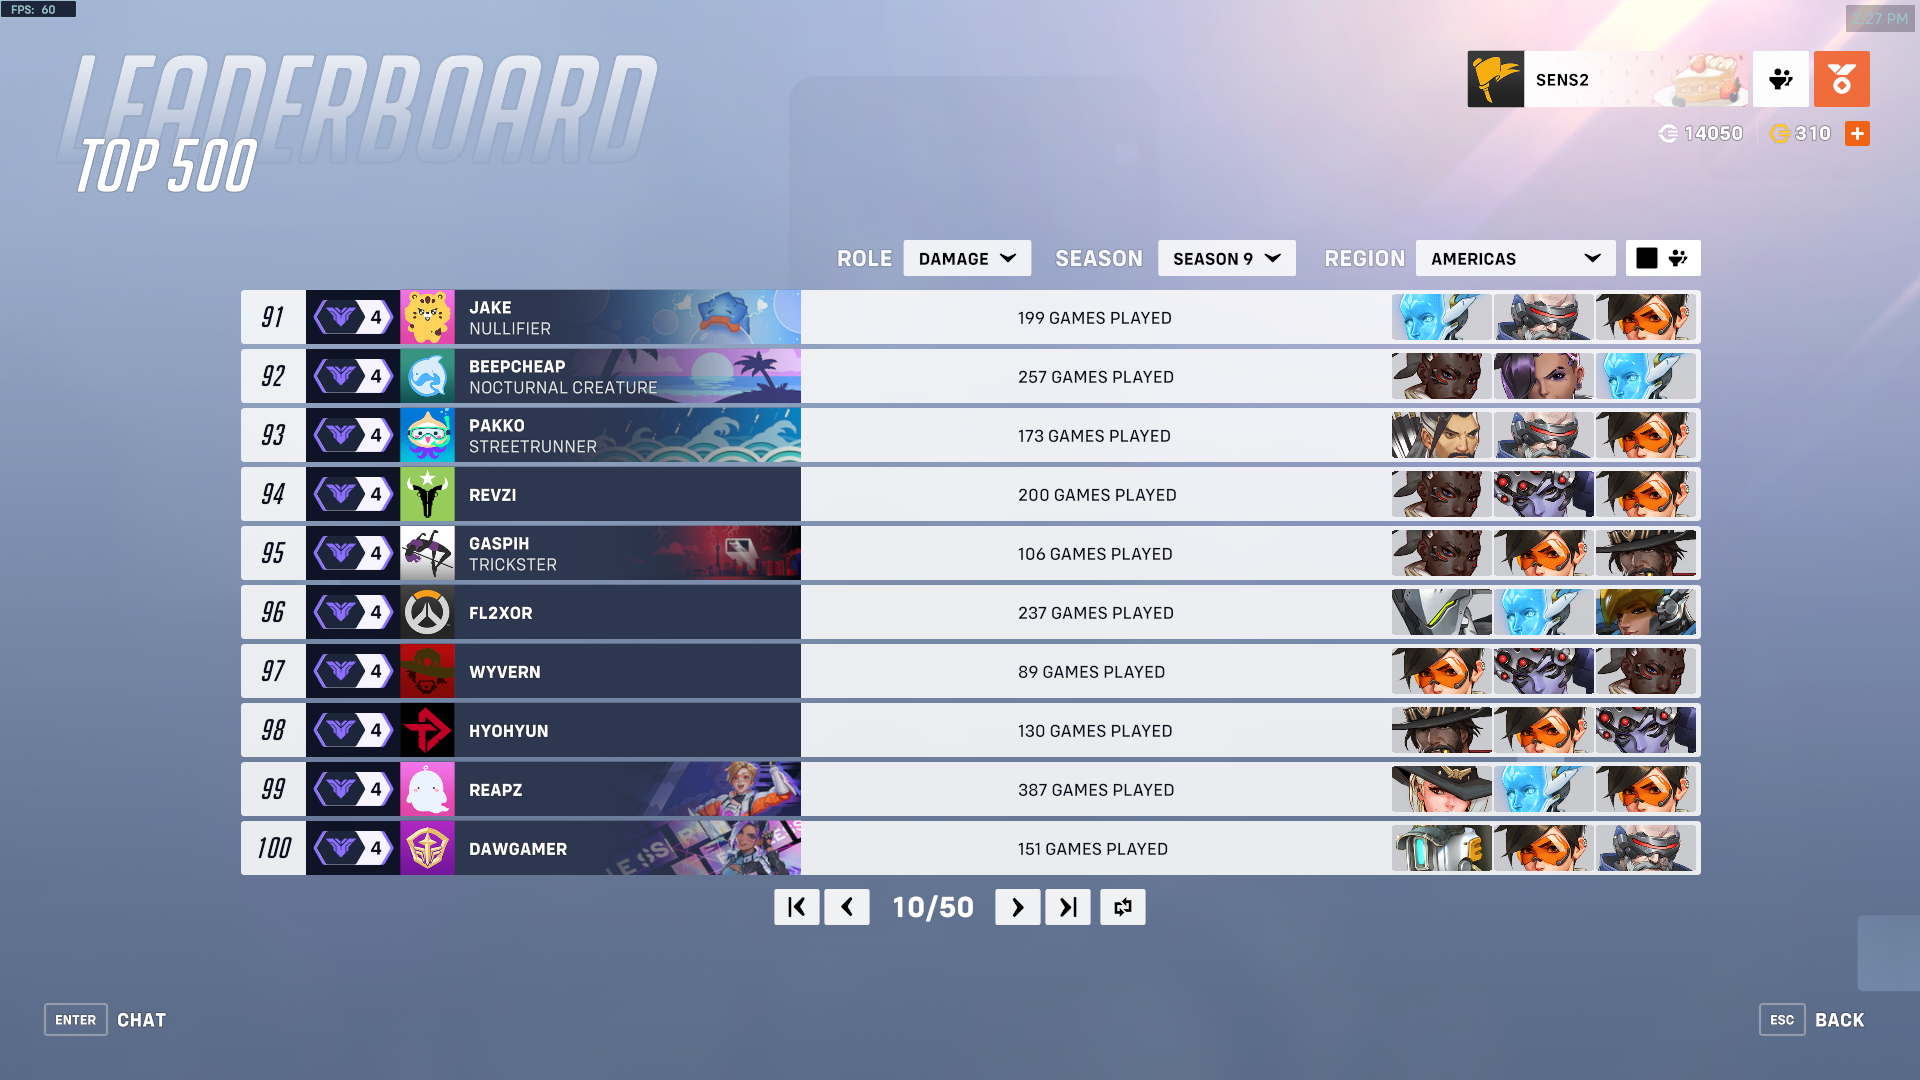 FPS: 60
2:27 PM
LEADERBOARD
TOP 500
SENS2
14050
310
ROLE DAMAGE SEASON SEASON 9 REGION AMERICAS
91 4 JAKE 199 GAMES PLAYED
NULLIFIER
92 4 BEEPCHEAP 257 GAMES PLAYED
NOCTURNAL CREATURE
93 4 PAKKO 173 GAMES PLAYED
STREETRUNNER
94 4 REVZI 200 GAMES PLAYED
95 4 GASPIH 106 GAMES PLAYED
TRICKSTER
96 4 FL2XOR 237 GAMES PLAYED
97 4 WYVERN 89 GAMES PLAYED
98 4 HYOHYUN 130 GAMES PLAYED
99 4 REAPZ 387 GAMES PLAYED
100 4 DAWGAMER 151 GAMES PLAYED
10/50
ENTER CHAT
ESC BACK